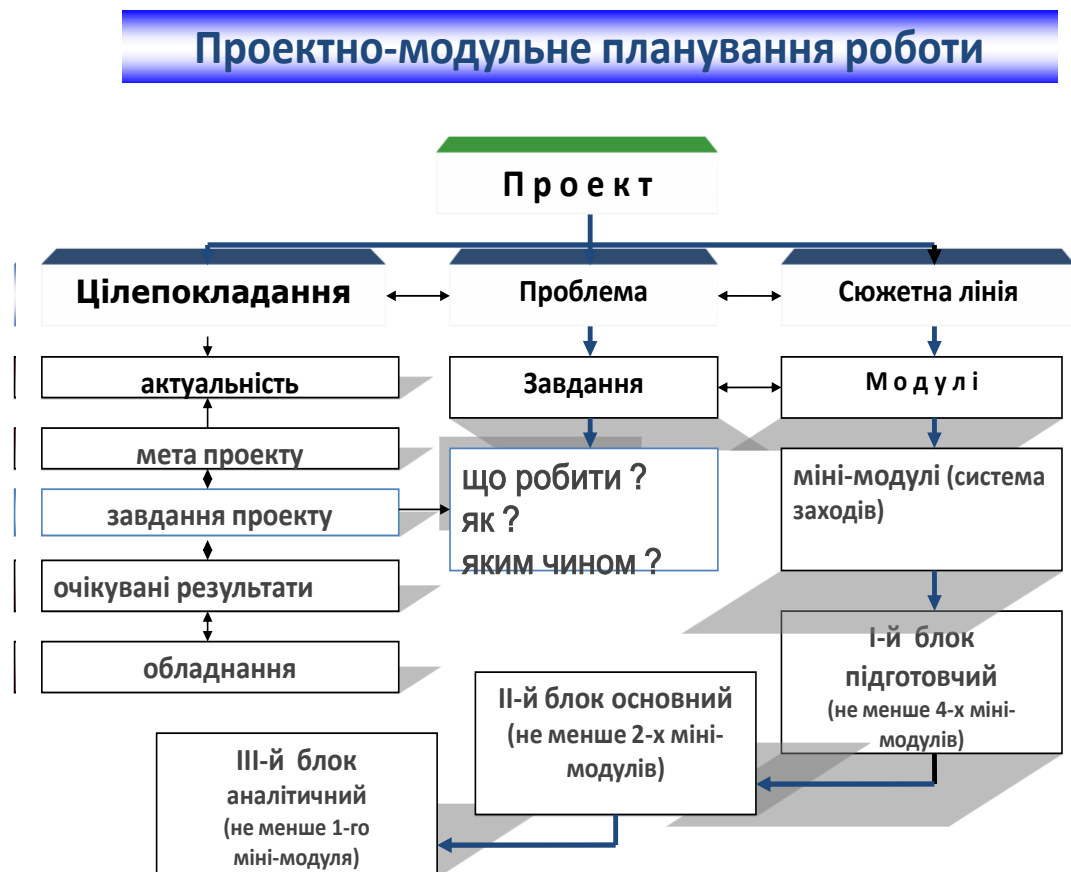 Проектно-модульне планування роботи
П р о е к т
Цілепокладання
Проблема
Сюжетна лінія
актуальність
Завдання
М о д у л і
мета проекту
завдання проекту
очікувані результати
обладнання
що робити ?
як ?
яким чином ?
міні-модулі (система
заходів)
І-й блок
підготовчий
(не менше 4-х міні-
модулів)
ІІ-й блок основний
(не менше 2-х міні-
модулів)
ІІІ-й блок
аналітичний
(не менше 1-го
міні-модуля)